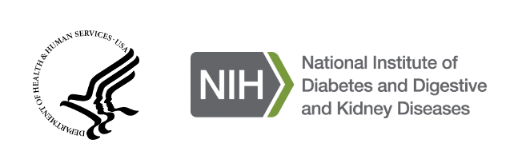 DEPARTMENT OF HEALTH & HUMAN SERVICES · USA
NIH
National Institute of
Diabetes and Digestive
and Kidney Diseases